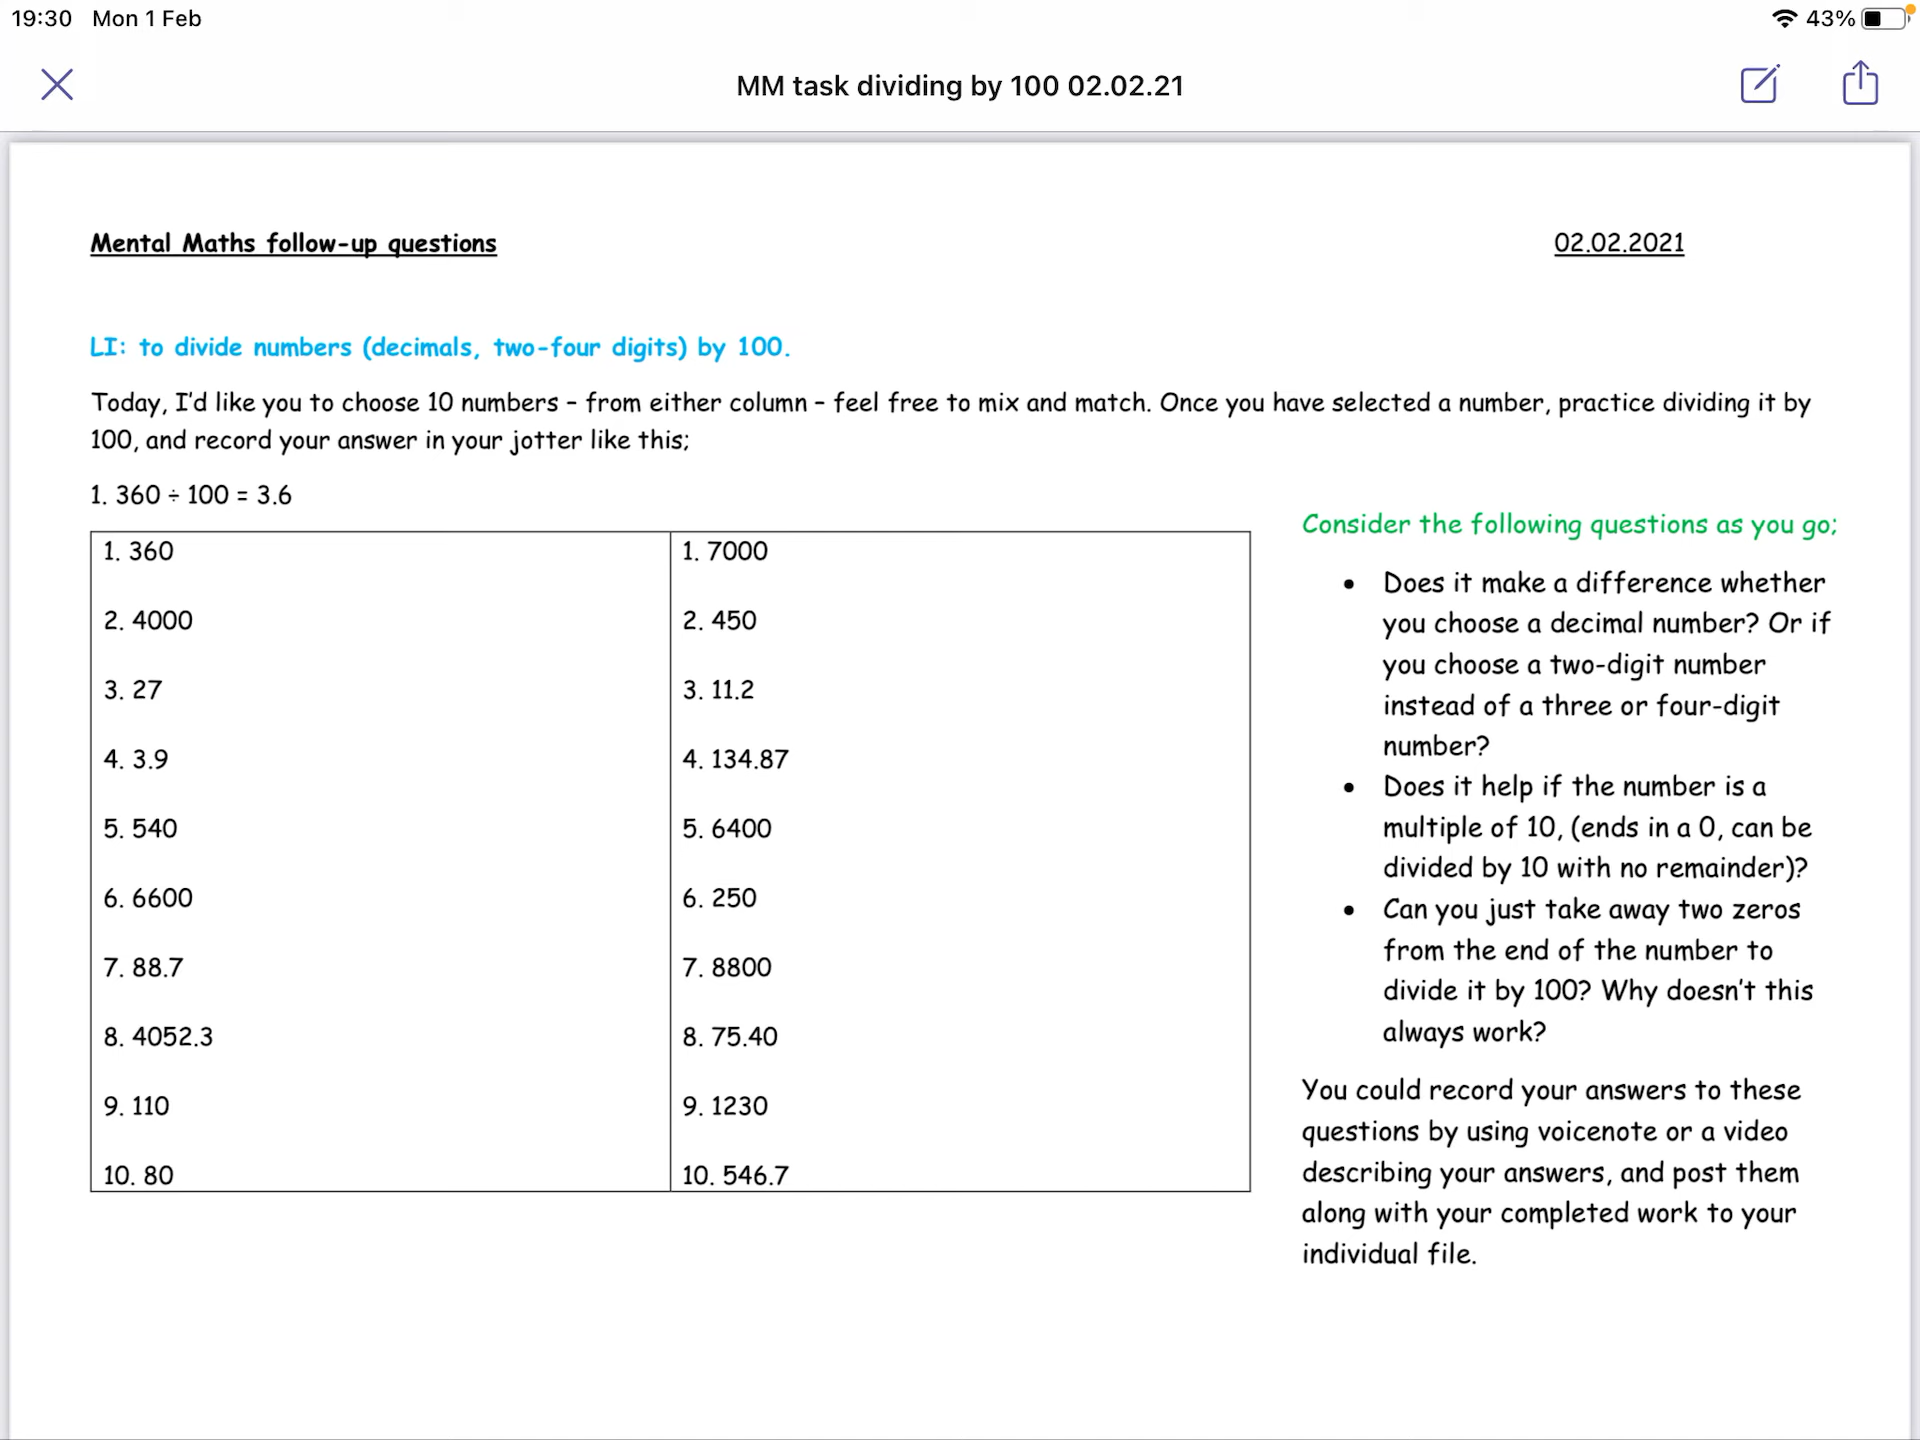 19:30 Mon 1 Feb
43%
MM task dividing by 100 02.02.21
Mental Maths follow-up questions
02.02.2021
LI: to divide numbers (decimals, two-four digits) by 100.
Today, I'd like you to choose 10 numbers – from either column – feel free to mix and match. Once you have selected a number, practice dividing it by
100, and record your answer in your jotter like this;
1. 360 ÷ 100 = 3.6
1. 360
2. 4000
3. 27
4. 3.9
5. 540
6. 6600
7. 88.7
8. 4052.3
9. 110
10. 80
1. 7000
2. 450
3. 11.2
4. 134.87
5. 6400
6. 250
7. 8800
8. 75.40
9. 1230
10. 546.7
Consider the following questions as you go;
• Does it make a difference whether
you choose a decimal number? Or if
you choose a two-digit number
instead of a three or four-digit
number?
• Does it help if the number is a
multiple of 10, (ends in a 0, can be
divided by 10 with no remainder)?
• Can you just take away two zeros
from the end of the number to
divide it by 100? Why doesn't this
always work?
You could record your answers to these
questions by using voicenote or a video
describing your answers, and post them
along with your completed work to your
individual file.